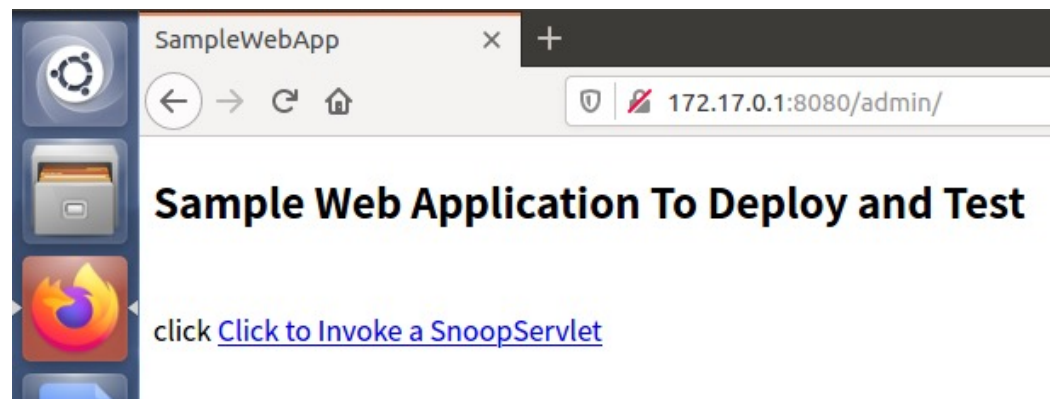 SampleWebApp
172.17.0.1:8080/admin/
Sample Web Application To Deploy and Test
click Click to Invoke a SnoopServlet